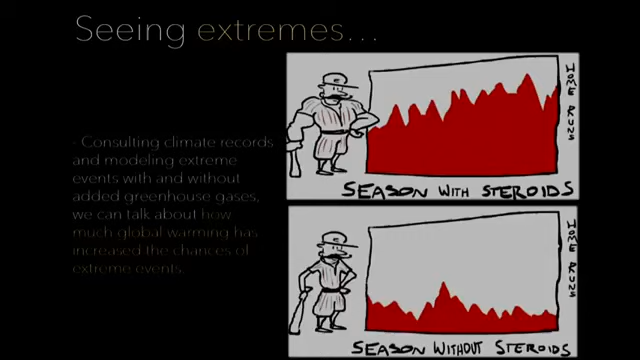 Seeing extremes...
- Consulting climate records
and modeling extreme
events with and without
added greenhouse gases,
we can talk about how
much global warming has
increased the chances of
extreme events.
HOME RUNS
SEASON WITH STEROIDS
HOME RUNS
SEASON WITHOUT STEROIDS